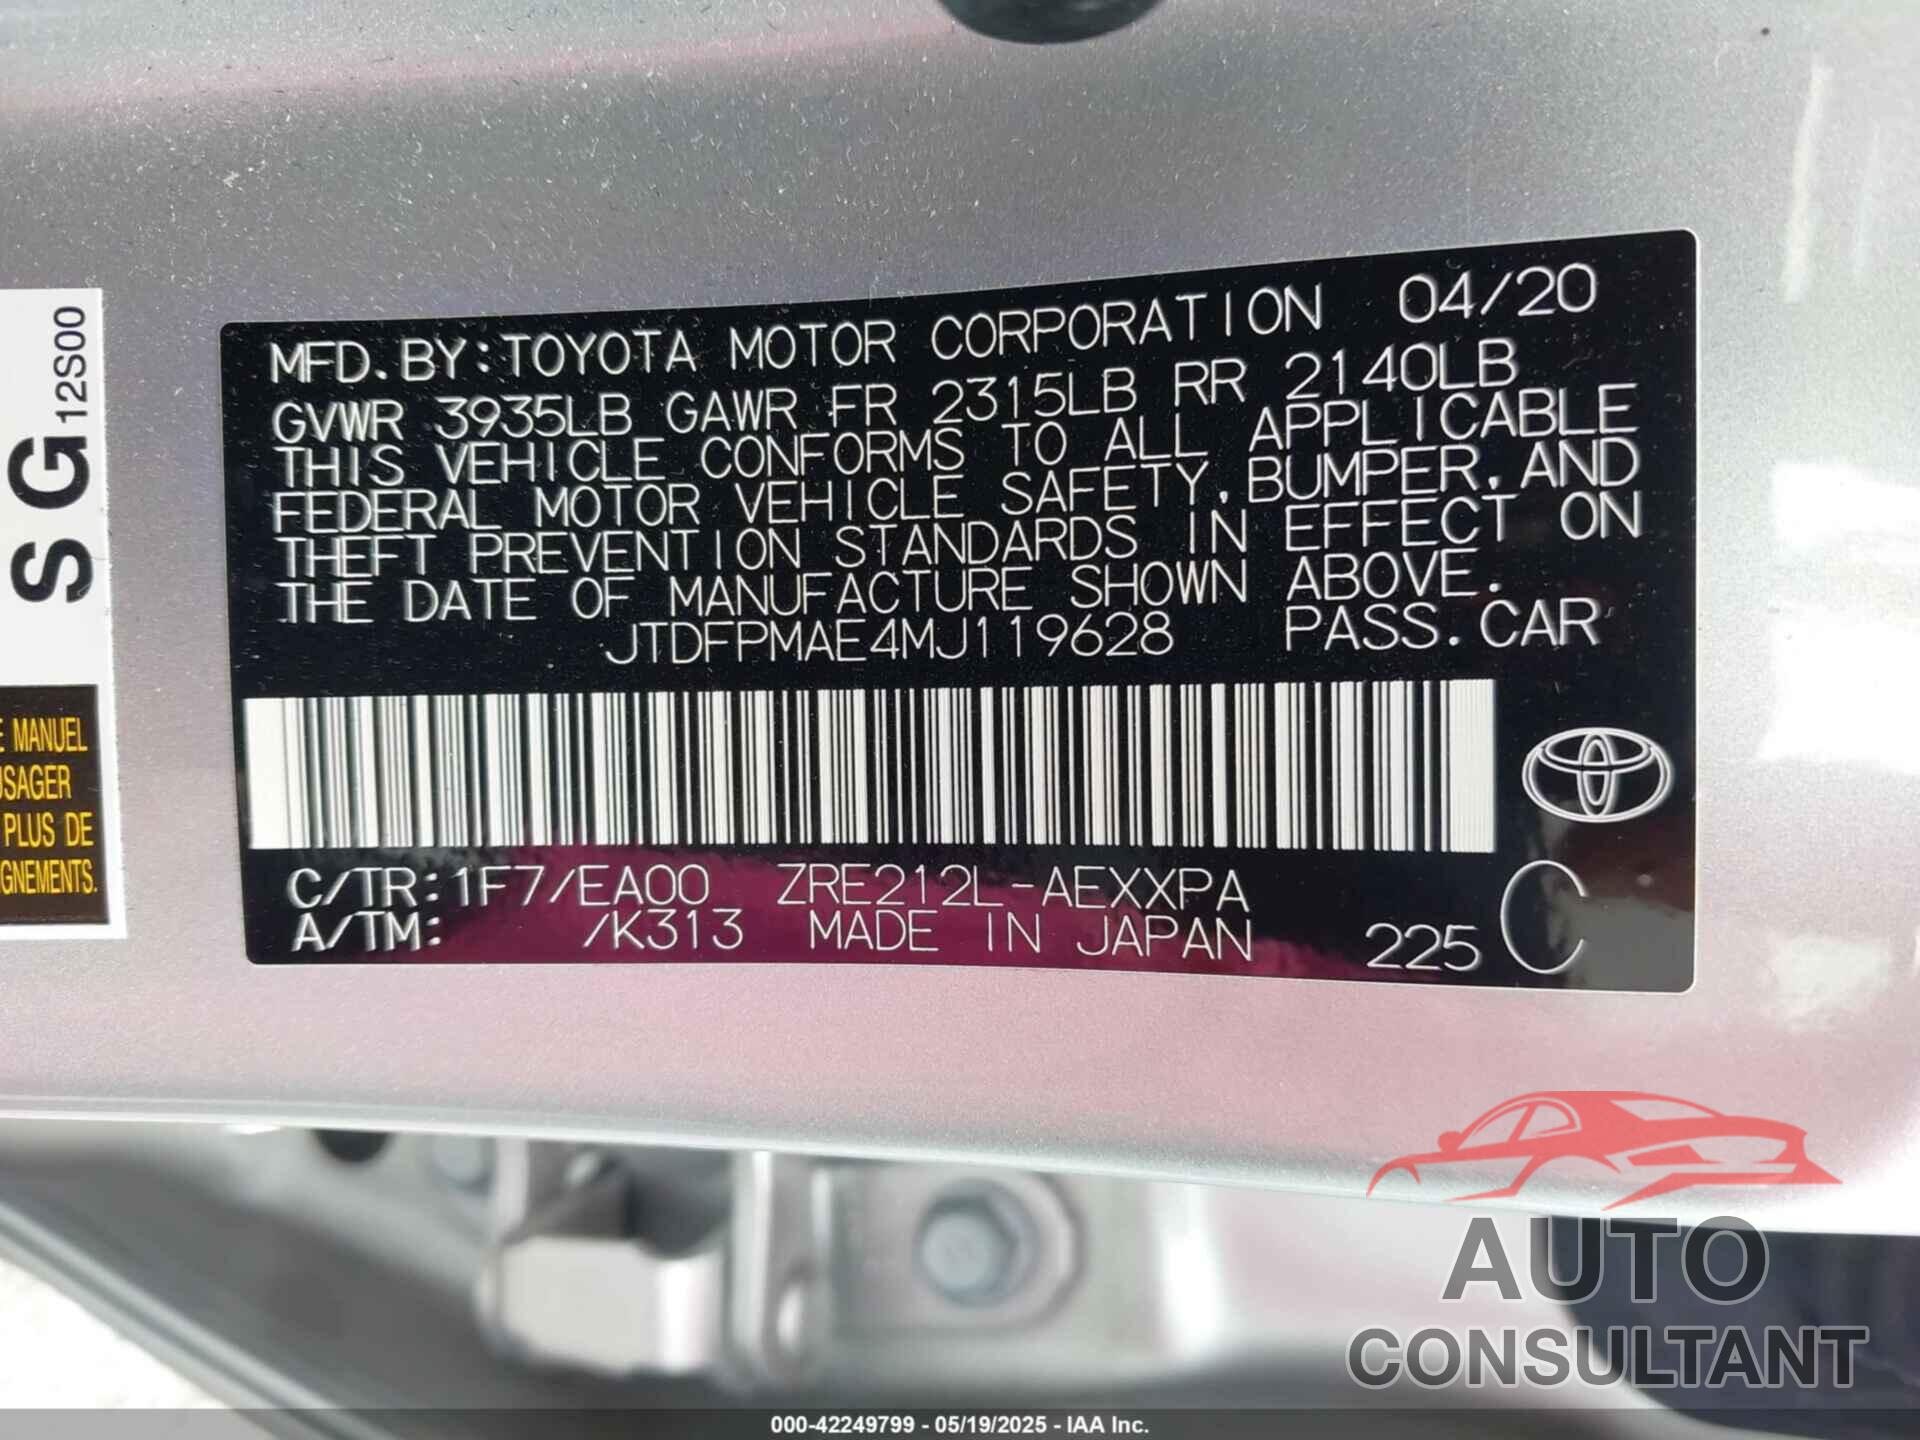 12S00
SG
E MANUEL
USAGER
PLUS DE
IGNEMENTS.
MFD. BY: TOYOTA MOTOR CORPORATION 04/20
GVWR 3935LB GAWR FR 2315LB RR 2140LB
THIS VEHICLE CONFORMS TO ALL APPLICABLE
FEDERAL MOTOR VEHICLE SAFETY, BUMPER, AND
THEFT PREVENTION STANDARDS IN EFFECT ON
THE DATE OF MANUFACTURE SHOWN ABOVE.
JTDFPMAE4MJ119628 PASS. CAR
C/TR: 1F7/EA00 ZRE212L-AEXXPA
A/TM: /K313 MADE IN JAPAN 225 C
AUTO
CONSULTANT
000-42249799 - 05/19/2025 - IAA Inc.